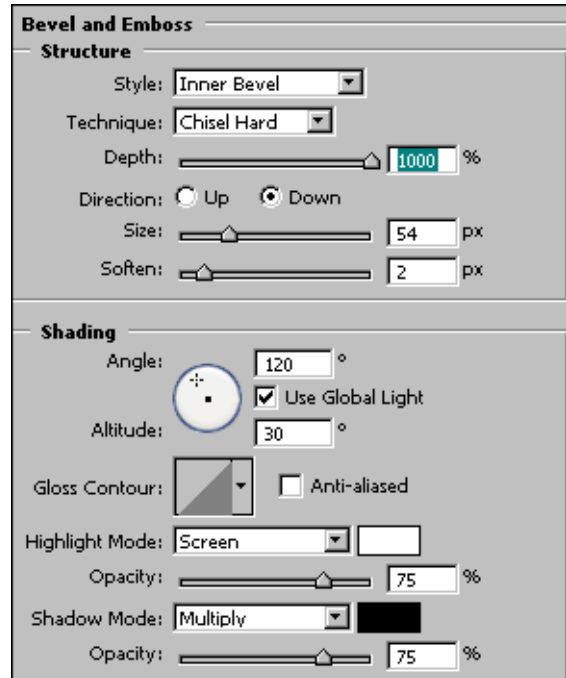 Bevel and Emboss
Structure
Style: Inner Bevel
Technique: Chisel Hard
Depth: 1000 %
Direction: Up Down
Size: 54 px
Soften: 2 px
Shading
Angle: 120 °
Use Global Light
Altitude: 30 °
Gloss Contour: Anti-aliased
Highlight Mode: Screen
Opacity: 75 %
Shadow Mode: Multiply
Opacity: 75 %